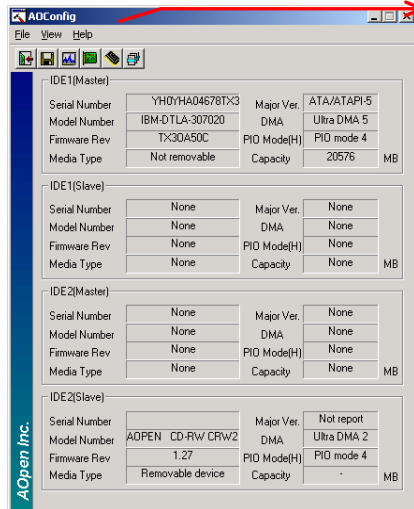 AOConfig
File View Help
IDE1(Master)
Serial Number YH0YHA04678TX3 Major Ver. ATA/ATAPI-5
Model Number IBM-DTLA-307020 DMA Ultra DMA 5
Firmware Rev TX3OA50C PIO Mode(H) PIO mode 4
Media Type Not removable Capacity 20576 MB
IDE1(Slave)
Serial Number None Major Ver. None
Model Number None DMA None
Firmware Rev None PIO Mode(H) None
Media Type None Capacity None MB
IDE2(Master)
Serial Number None Major Ver. None
Model Number None DMA None
Firmware Rev None PIO Mode(H) None
Media Type None Capacity None MB
IDE2(Slave)
Serial Number Major Ver. Not report
Model Number AOPEN CD-RW CRW2 DMA Ultra DMA 2
Firmware Rev 1.27 PIO Mode(H) PIO mode 4
Media Type Removable device Capacity - MB
AOpen Inc.